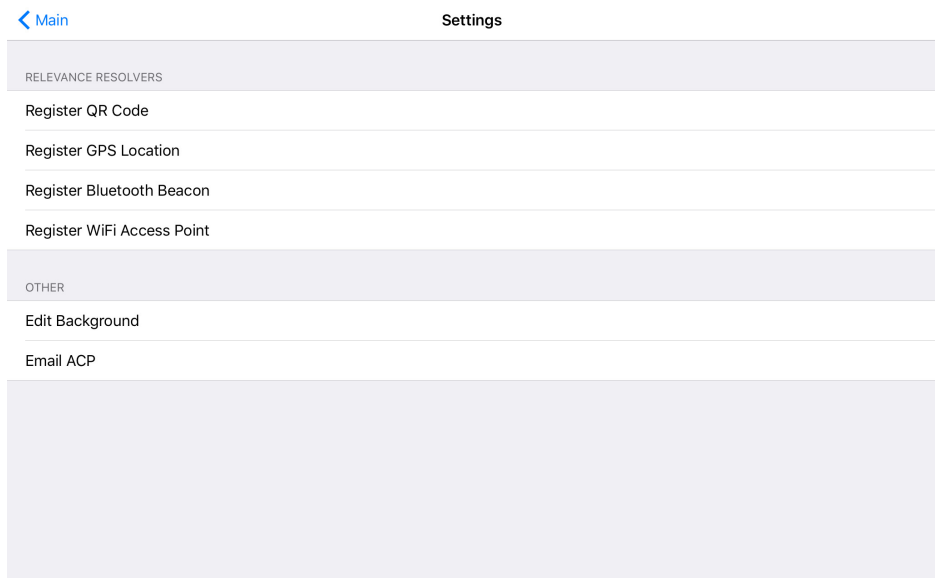 Main
Settings
RELEVANCE RESOLVERS
Register QR Code
Register GPS Location
Register Bluetooth Beacon
Register WiFi Access Point
OTHER
Edit Background
Email ACP